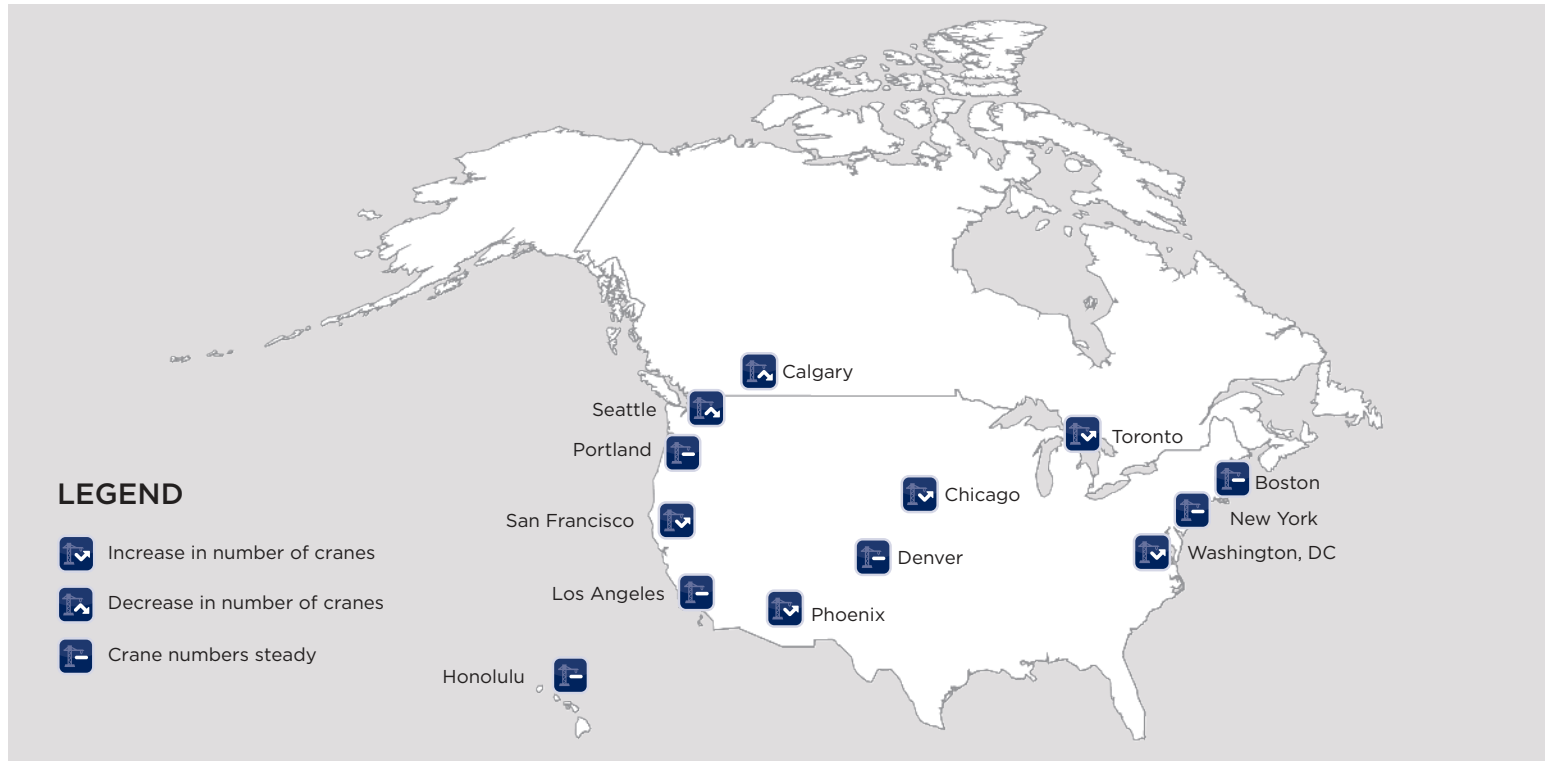 Calgary
Seattle
Toronto
Portland
Boston
LEGEND
Chicago
New York
San Francisco
Increase in number of cranes
Denver
Washington, DC
Los Angeles
Decrease in number of cranes
Phoenix
Crane numbers steady
Honolulu